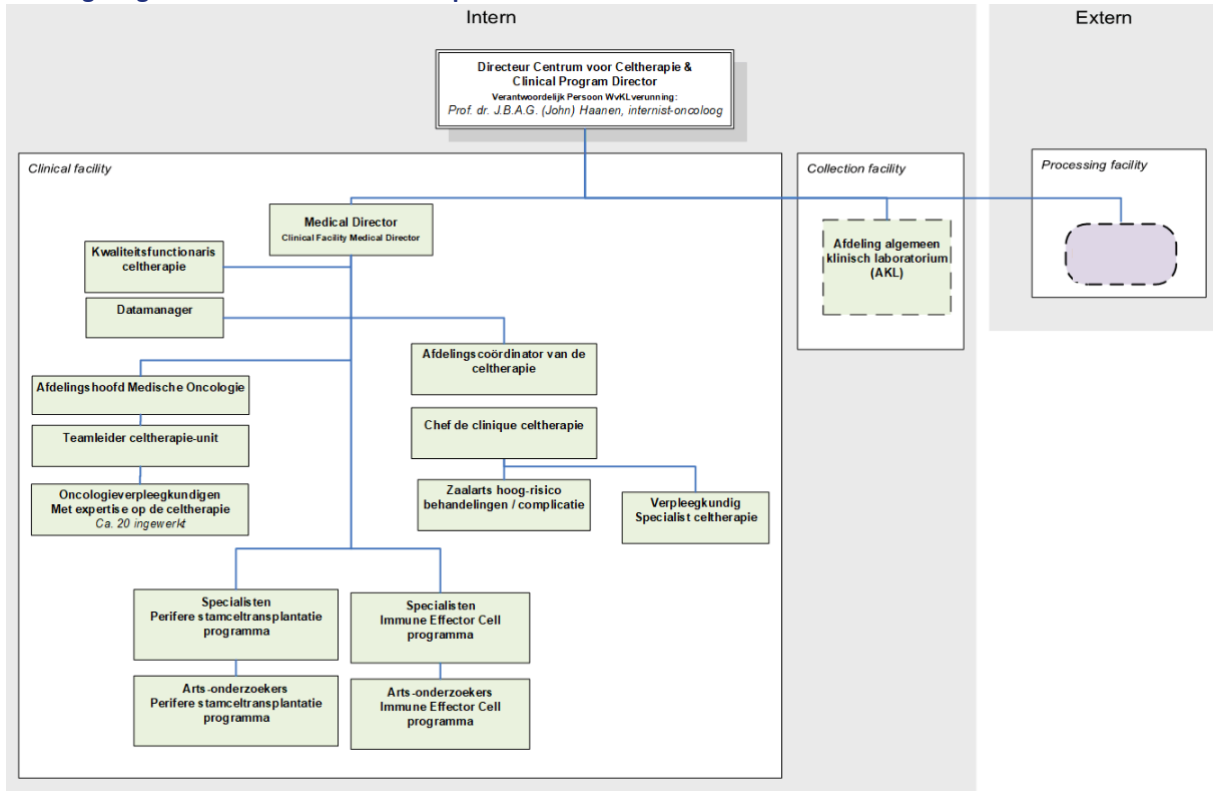 Intern
Extern
Directeur Centrum voor Celtherapie &
Clinical Program Director
Verantwoordelijk Persoon WvKLverunning:
Prof. dr. J.B.A.G. (John) Haanen, internist-oncoloog
Clinical facility
Collection facility
Processing facility
Medical Director
Clinical Facility Medical Director
Kwaliteitsfunctionaris
celtherapie
Afdeling algemeen
klinisch laboratorium
(AKL)
Datamanager
Afdelingscoördinator van de
celtherapie
Afdelingshoofd Medische Oncologie
Chef de clinique celtherapie
Teamleider celtherapie-unit
Oncologieverpleegkundigen
Met expertise op de celtherapie
Ca. 20 ingewerkt
Zaalarts hoog-risico
behandelingen / complicatie
Verpleegkundig
Specialist celtherapie
Specialisten
Perifere stamceltransplantatie
programma
Specialisten
Immune Effector Cell
programma
Arts-onderzoekers
Perifere stamceltransplantatie
programma
Arts-onderzoekers
Immune Effector Cell
programma